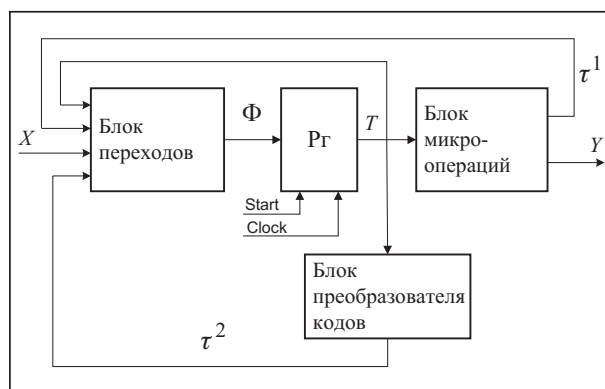 τ¹
Блок
переходов
X
Φ
Рг
T
Блок
микро-
операций
Y
Start
Clock
Блок
преобразователя
кодов
τ²